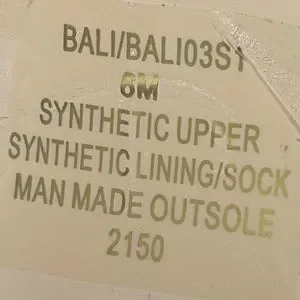 BALI/BALI03S1
6M
SYNTHETIC UPPER
SYNTHETIC LINING/SOCK
MAN MADE OUTSOLE
2150